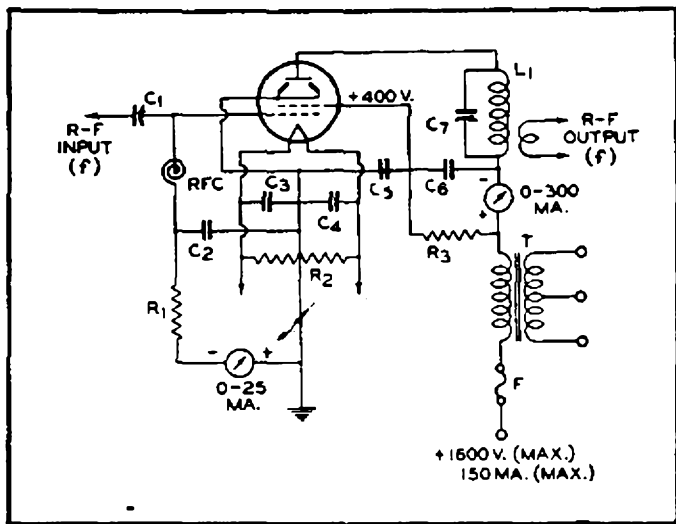 C1
R-F
INPUT
(f)
RFC
C2
R1
0-25
MA.
C3
C4
R2
+400 V.
C5
C6
R3
C7
L1
R-F
OUTPUT
(f)
0-300
MA.
T
F
+1600 V. (MAX.)
150 MA. (MAX.)